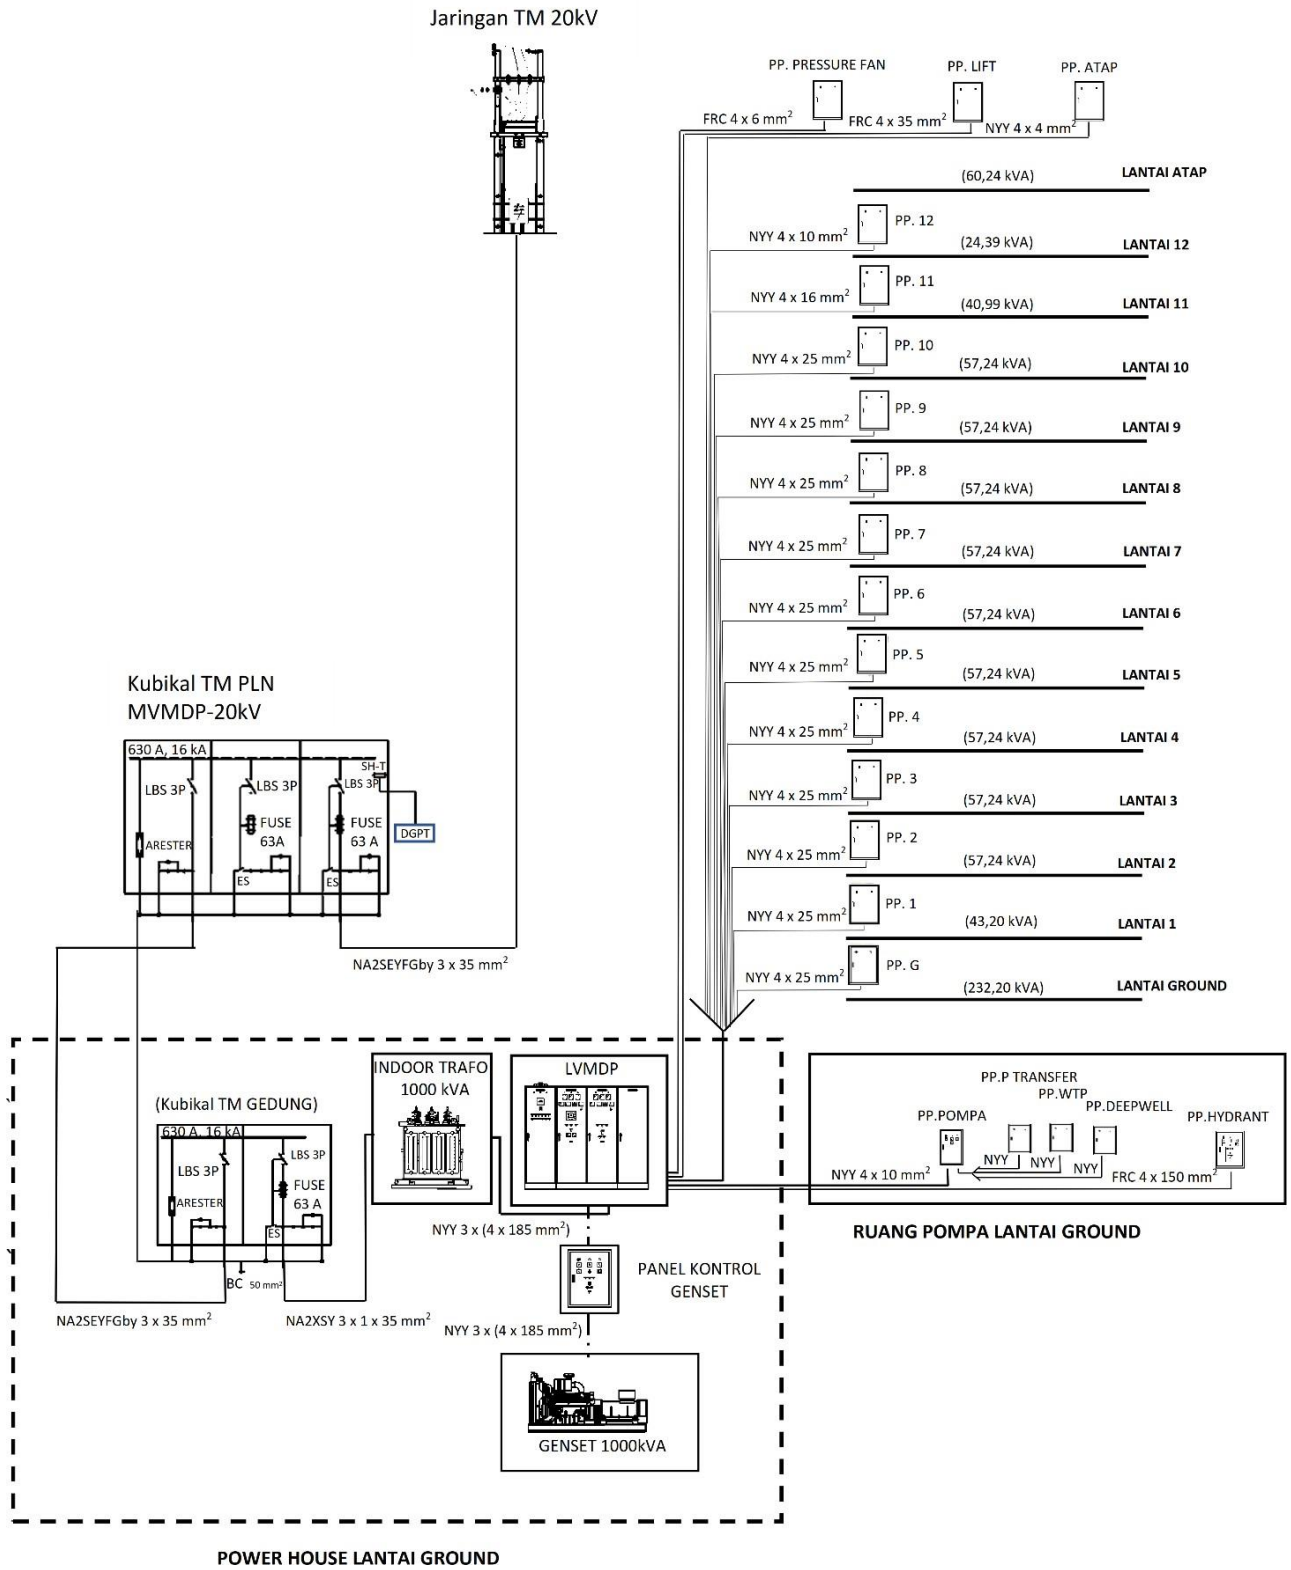 Jaringan TM 20kV
PP. PRESSURE FAN
PP. LIFT
PP. ATAP
FRC 4 x 6 mm²
FRC 4 x 35 mm²
NYY 4 x 4 mm²
(60,24 kVA)
LANTAI ATAP
PP. 12
NYY 4 x 10 mm²
(24,39 kVA)
LANTAI 12
PP. 11
NYY 4 x 16 mm²
(40,99 kVA)
LANTAI 11
PP. 10
NYY 4 x 25 mm²
(57,24 kVA)
LANTAI 10
PP. 9
NYY 4 x 25 mm²
(57,24 kVA)
LANTAI 9
PP. 8
NYY 4 x 25 mm²
(57,24 kVA)
LANTAI 8
PP. 7
NYY 4 x 25 mm²
(57,24 kVA)
LANTAI 7
PP. 6
NYY 4 x 25 mm²
(57,24 kVA)
LANTAI 6
PP. 5
NYY 4 x 25 mm²
(57,24 kVA)
LANTAI 5
PP. 4
NYY 4 x 25 mm²
(57,24 kVA)
LANTAI 4
PP. 3
NYY 4 x 25 mm²
(57,24 kVA)
LANTAI 3
PP. 2
NYY 4 x 25 mm²
(57,24 kVA)
LANTAI 2
PP. 1
NYY 4 x 25 mm²
(43,20 kVA)
LANTAI 1
PP. G
NYY 4 x 25 mm²
(232,20 kVA)
LANTAI GROUND
Kubikal TM PLN
MVMDP-20kV
630 A, 16 kA
SH-T
LBS 3P
LBS 3P
LBS 3P
FUSE
63A
FUSE
63 A
DGPT
ARESTER
ES
ES
NA2SEYFGby 3 x 35 mm²
INDOOR TRAFO
1000 kVA
LVMDP
(Kubikal TM GEDUNG)
630 A, 16 kA
LBS 3P
LBS 3P
FUSE
63 A
ARESTER
ES
BC 50 mm²
NA2SEYFGby 3 x 35 mm²
NA2XSY 3 x 1 x 35 mm²
NYY 3 x (4 x 185 mm²)
PANEL KONTROL
GENSET
NYY 3 x (4 x 185 mm²)
GENSET 1000kVA
PP.P TRANSFER
PP.WTP
PP.POMPA
PP.DEEPWELL
PP.HYDRANT
NYY
NYY
NYY
NYY 4 x 10 mm²
FRC 4 x 150 mm²
RUANG POMPA LANTAI GROUND
POWER HOUSE LANTAI GROUND